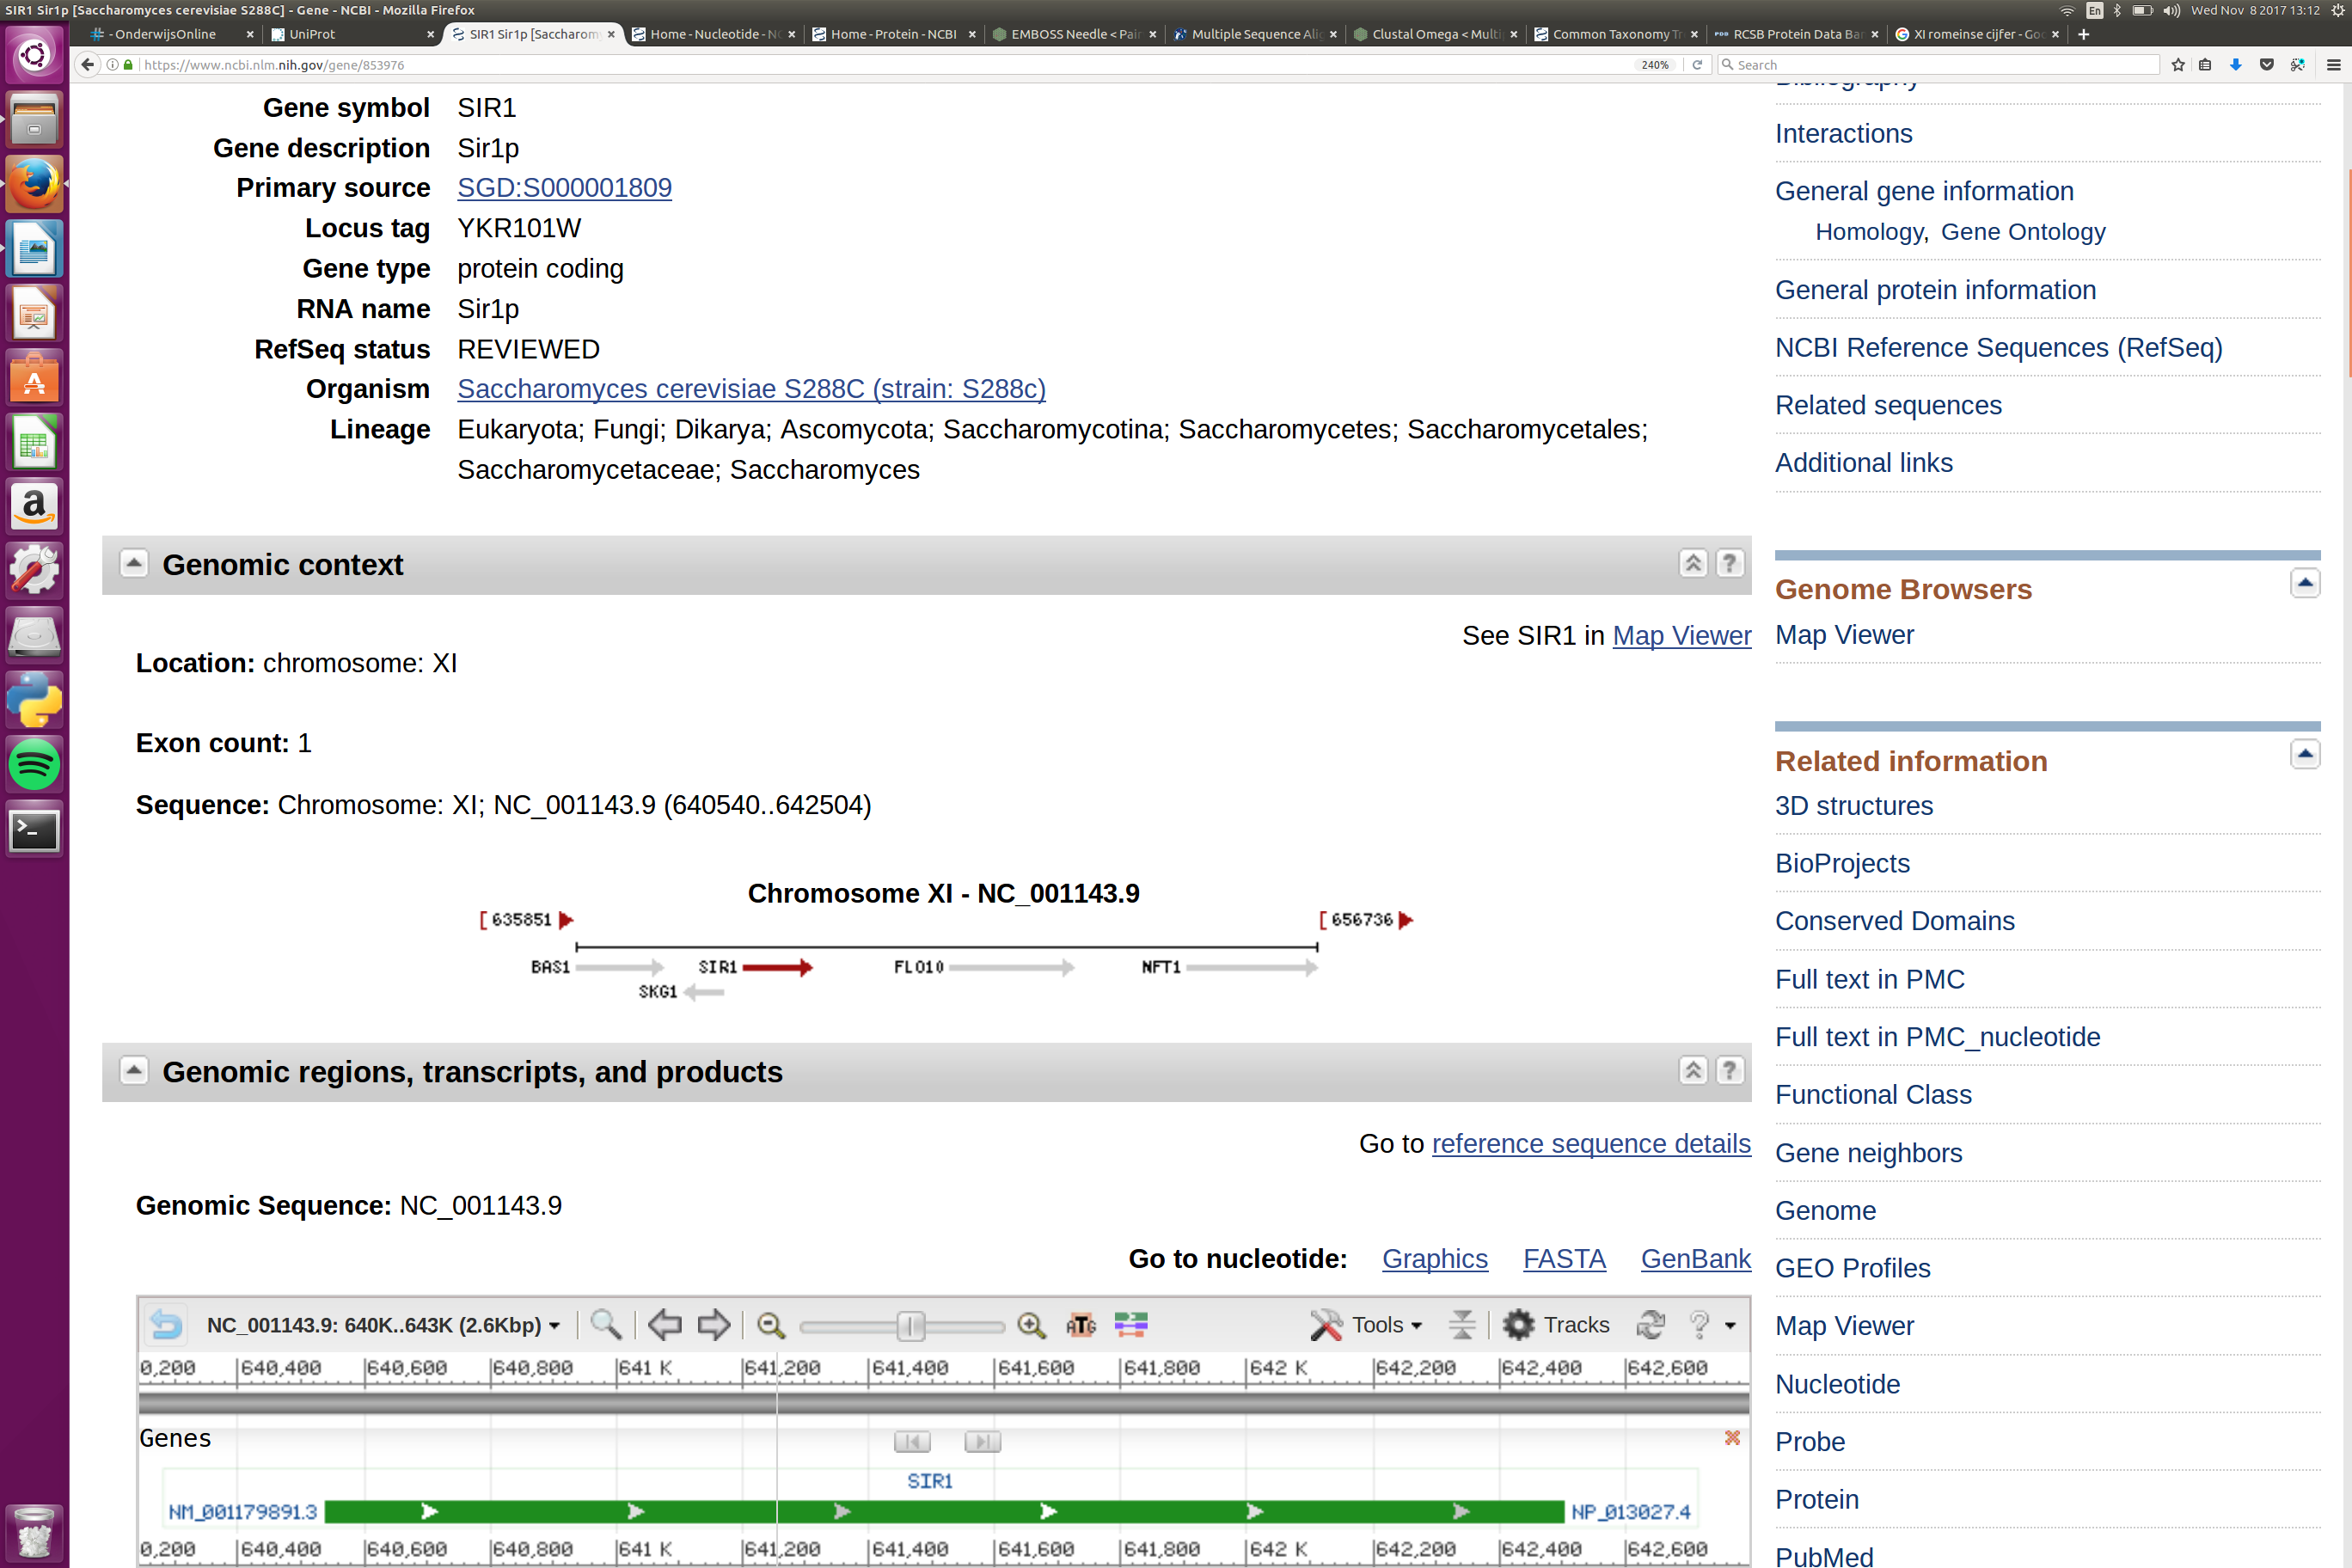 SIR1 Sir1p [Saccharomyces cerevisiae S288C] - Gene - NCBI - Mozilla Firefox
En
Wed Nov 8 2017 13:12
- OnderwijsOnline
UniProt
SIR1 Sir1p [Saccharom
Home - Nucleotide - NC
Home - Protein - NCBI
EMBOSS Needle < Pair
Multiple Sequence Alig
Clustal Omega < Multi
Common Taxonomy Tr
RCSB Protein Data Ban
XI romeinse cijfer - Goo
https://www.ncbi.nlm.nih.gov/gene/853976
240%
Search
Gene symbol SIR1
Gene description Sir1p
Primary source SGD:S000001809
Locus tag YKR101W
Gene type protein coding
RNA name Sir1p
RefSeq status REVIEWED
Organism Saccharomyces cerevisiae S288C (strain: S288c)
Lineage Eukaryota; Fungi; Dikarya; Ascomycota; Saccharomycotina; Saccharomycetes; Saccharomycetales;
Saccharomycetaceae; Saccharomyces
Genomic context
See SIR1 in Map Viewer
Location: chromosome: XI
Exon count: 1
Sequence: Chromosome: XI; NC_001143.9 (640540..642504)
Chromosome XI - NC_001143.9
[ 635851
[ 656736
BAS1
SIR1
FLO10
NFT1
SKG1
Genomic regions, transcripts, and products
Go to reference sequence details
Genomic Sequence: NC_001143.9
Go to nucleotide: Graphics FASTA GenBank
NC_001143.9: 640K..643K (2.6Kbp)
ATG
Tools
Tracks
?
0,200 640,400 640,600 640,800 641 K 641,200 641,400 641,600 641,800 642 K 642,200 642,400 642,600
Genes
SIR1
NM_001179891.3
NP_013027.4
0,200 640,400 640,600 640,800 641 K 641,200 641,400 641,600 641,800 642 K 642,200 642,400 642,600
Bibliography
Interactions
General gene information
Homology, Gene Ontology
General protein information
NCBI Reference Sequences (RefSeq)
Related sequences
Additional links
Genome Browsers
Map Viewer
Related information
3D structures
BioProjects
Conserved Domains
Full text in PMC
Full text in PMC_nucleotide
Functional Class
Gene neighbors
Genome
GEO Profiles
Map Viewer
Nucleotide
Probe
Protein
PubMed